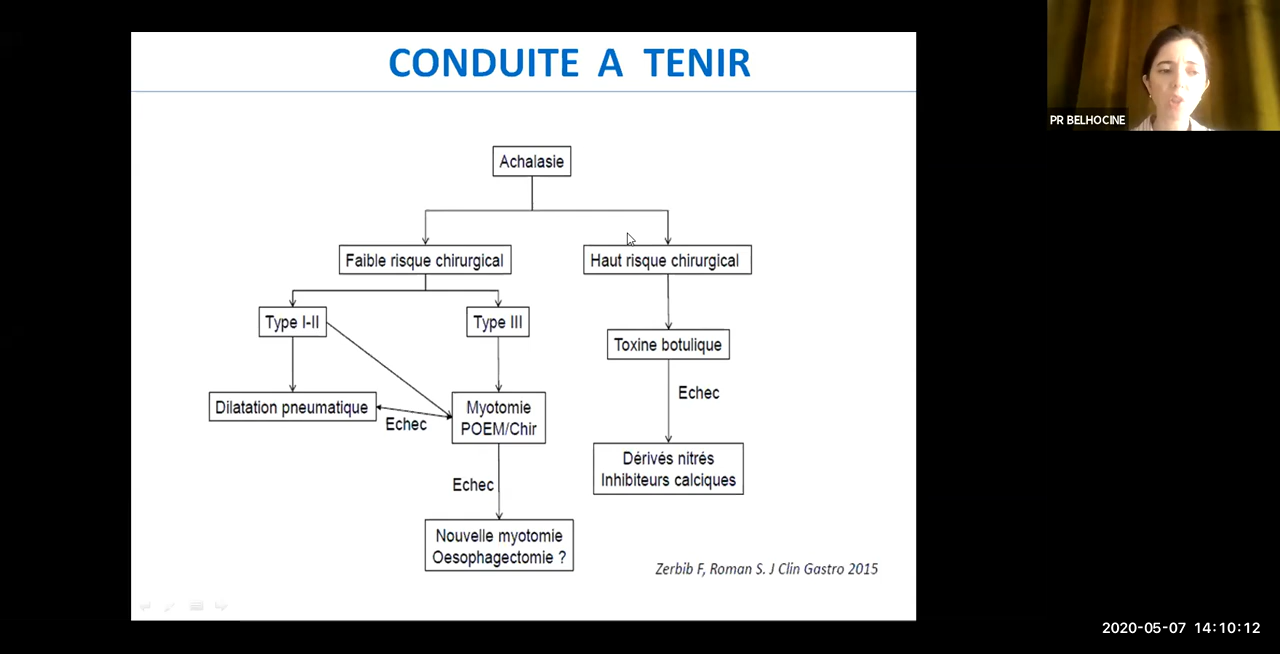 CONDUITE A TENIR
PR BELHOCINE
Achalasie
Faible risque chirurgical
Haut risque chirurgical
Type I-II
Type III
Toxine botulique
Echec
Dilatation pneumatique
Echec
Myotomie
POEM/Chir
Dérivés nitrés
Inhibiteurs calciques
Echec
Nouvelle myotomie
Oesophagectomie ?
Zerbib F, Roman S. J Clin Gastro 2015
2020-05-07 14:10:12